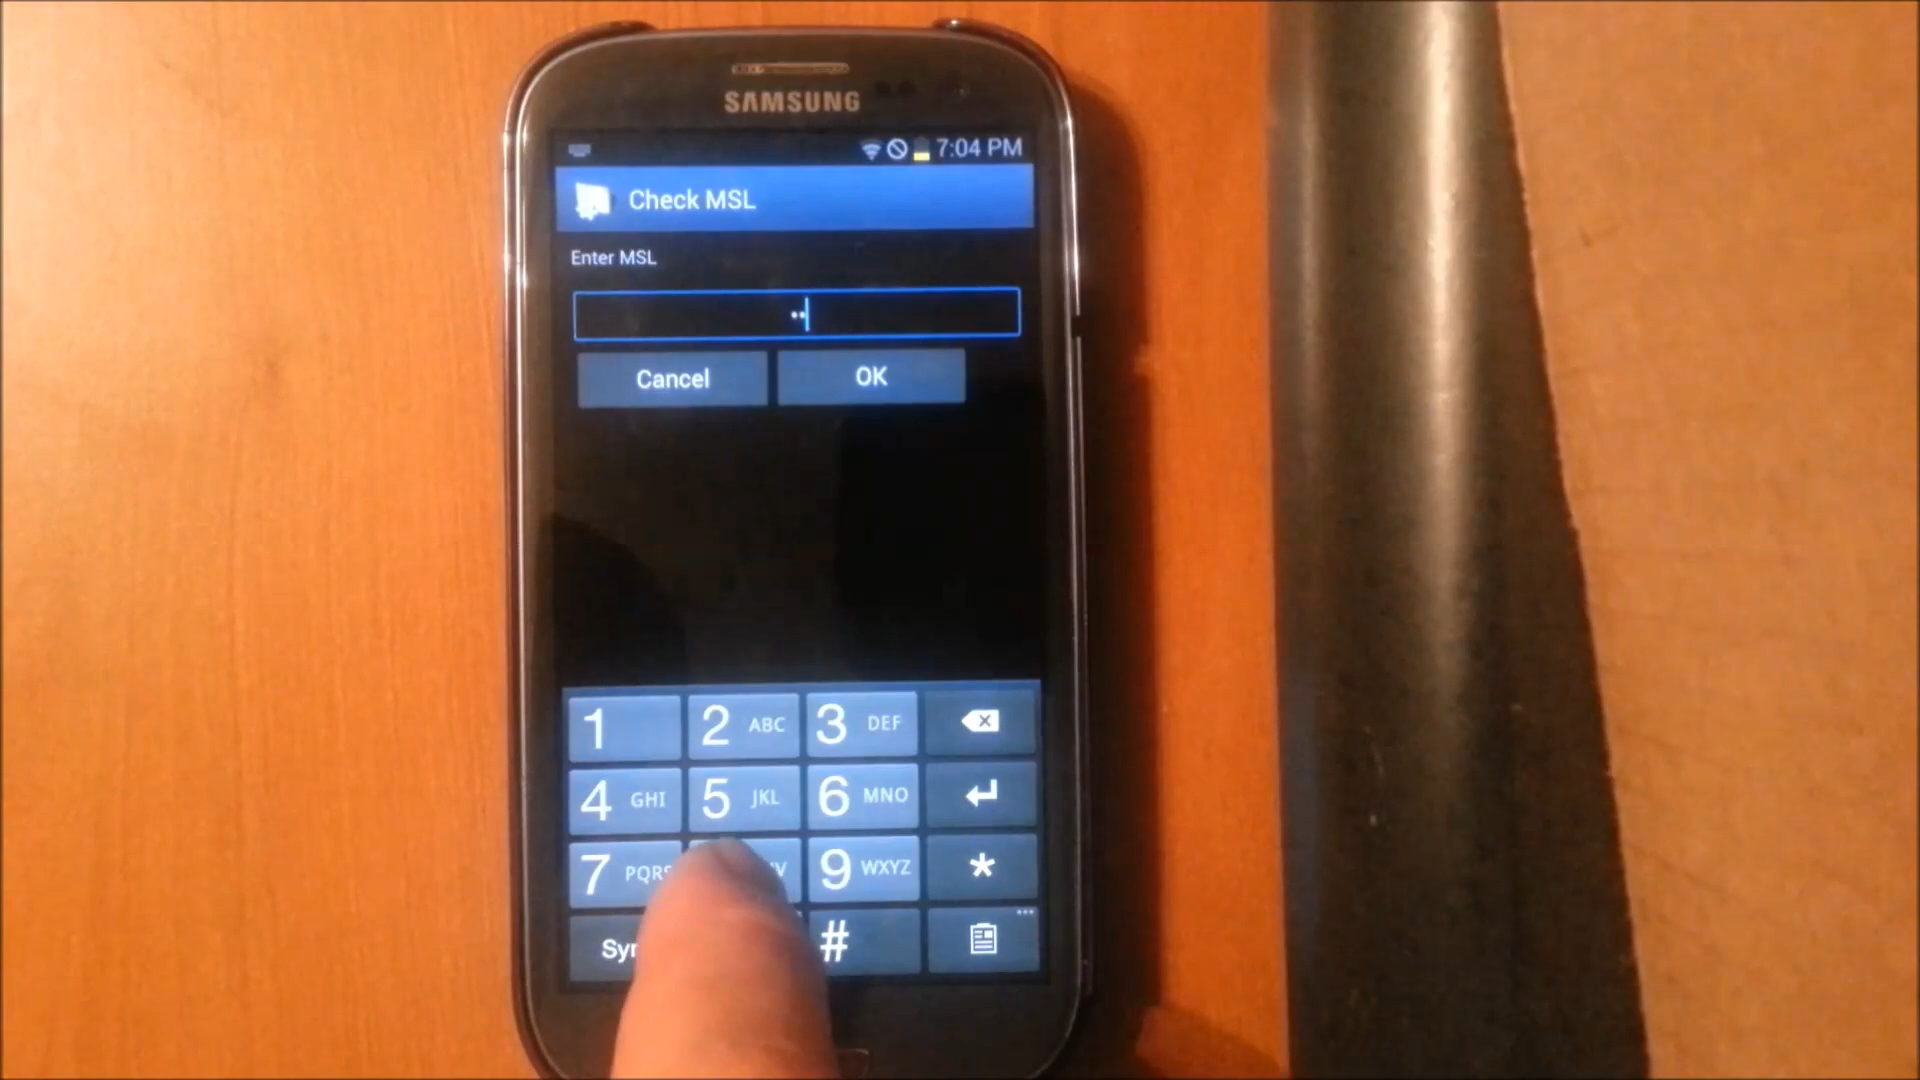 SAMSUNG
7:04 PM
Check MSL
Enter MSL
Cancel OK
1 2 ABC 3 DEF
4 GHI 5 JKL 6 MNO
7 9 WXYZ *
#